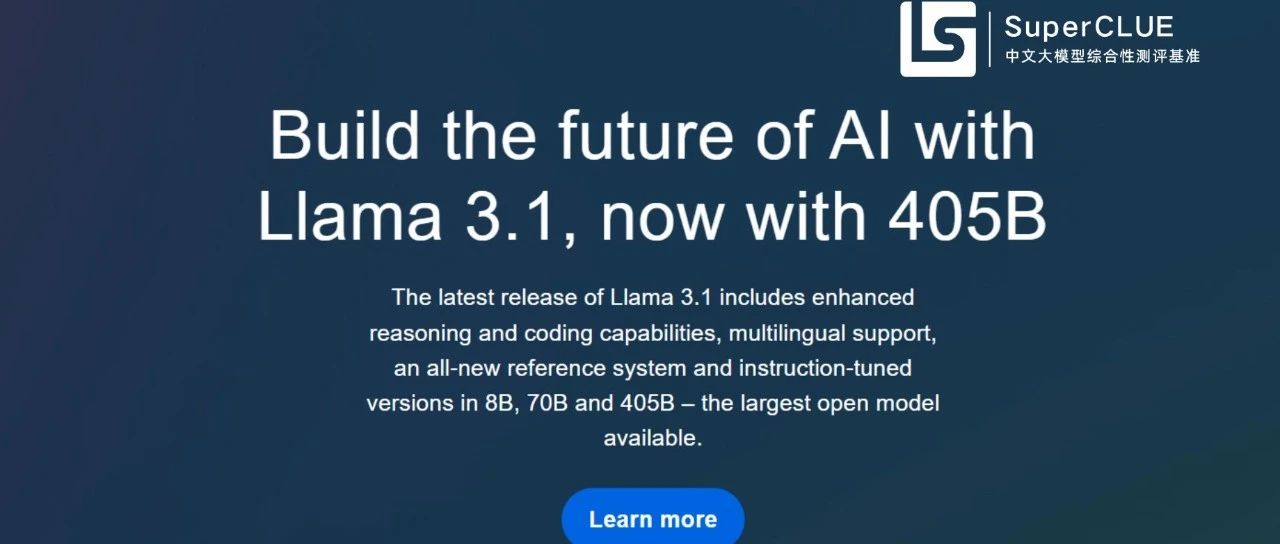 SuperCLUE
中文大模型综合性测评基准
Build the future of AI with
Llama 3.1, now with 405B
The latest release of Llama 3.1 includes enhanced
reasoning and coding capabilities, multilingual support,
an all-new reference system and instruction-tuned
versions in 8B, 70B and 405B – the largest open model
available.
Learn more